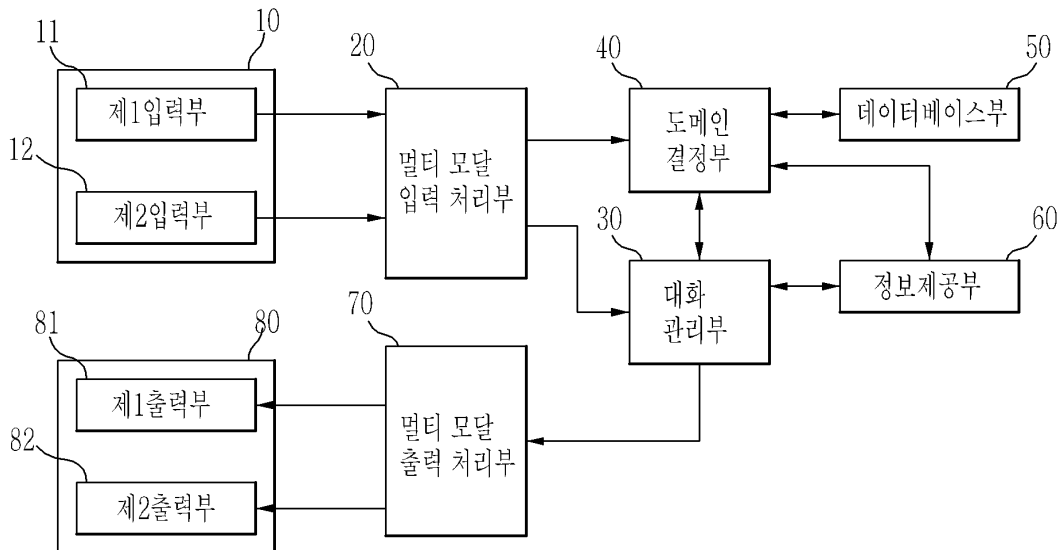 10
11
제1입력부
12
제2입력부
20
멀티 모달
입력 처리부
40
도메인
결정부
50
데이터베이스부
30
대화
관리부
60
정보제공부
70
멀티 모달
출력 처리부
80
81
제1출력부
82
제2출력부